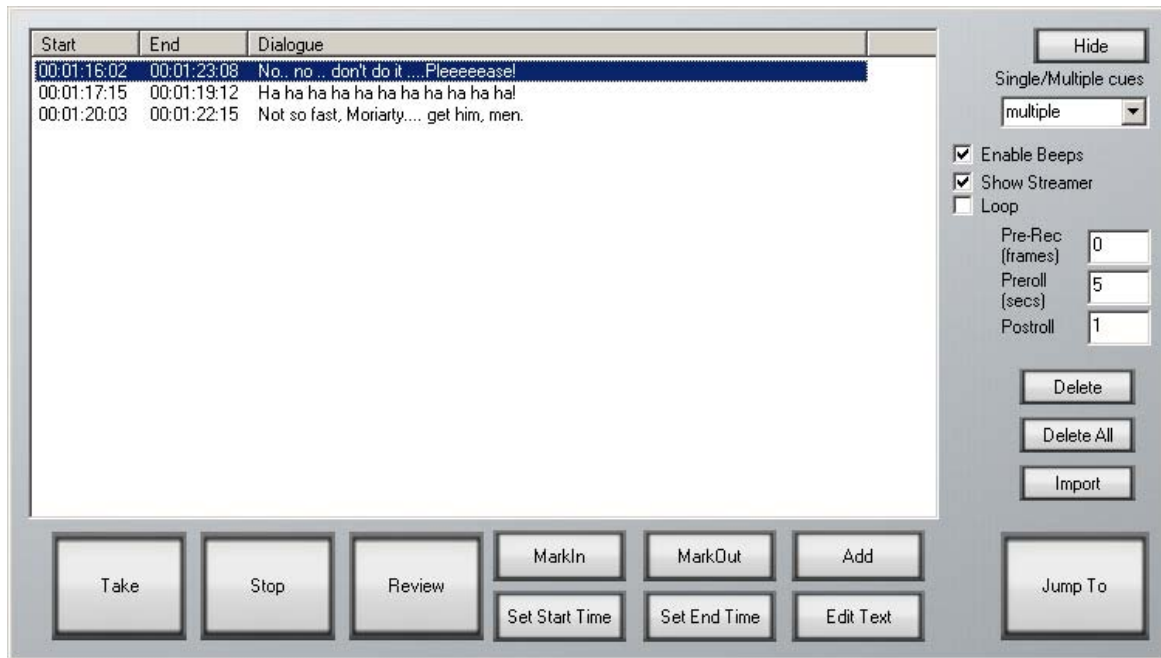 Start End Dialogue
00:01:16:02 00:01:23:08 No.. no .. don't do it ....Pleeeeease!
00:01:17:15 00:01:19:12 Ha ha ha ha ha ha ha ha ha ha ha!
00:01:20:03 00:01:22:15 Not so fast, Moriarty.... get him, men.
Hide
Single/Multiple cues
multiple
Enable Beeps
Show Streamer
Loop
Pre-Rec
(frames) 0
Preroll
(secs) 5
Postroll 1
Delete
Delete All
Import
Take Stop Review
MarkIn MarkOut Add
Set Start Time Set End Time Edit Text
Jump To